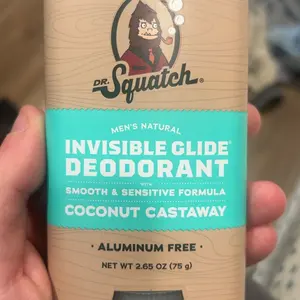 DR.
Squatch®
MEN'S NATURAL
INVISIBLE GLIDE
DEODORANT
WITH
SMOOTH & SENSITIVE FORMULA
COCONUT CASTAWAY
• ALUMINUM FREE •
NET WT 2.65 OZ (75 g)